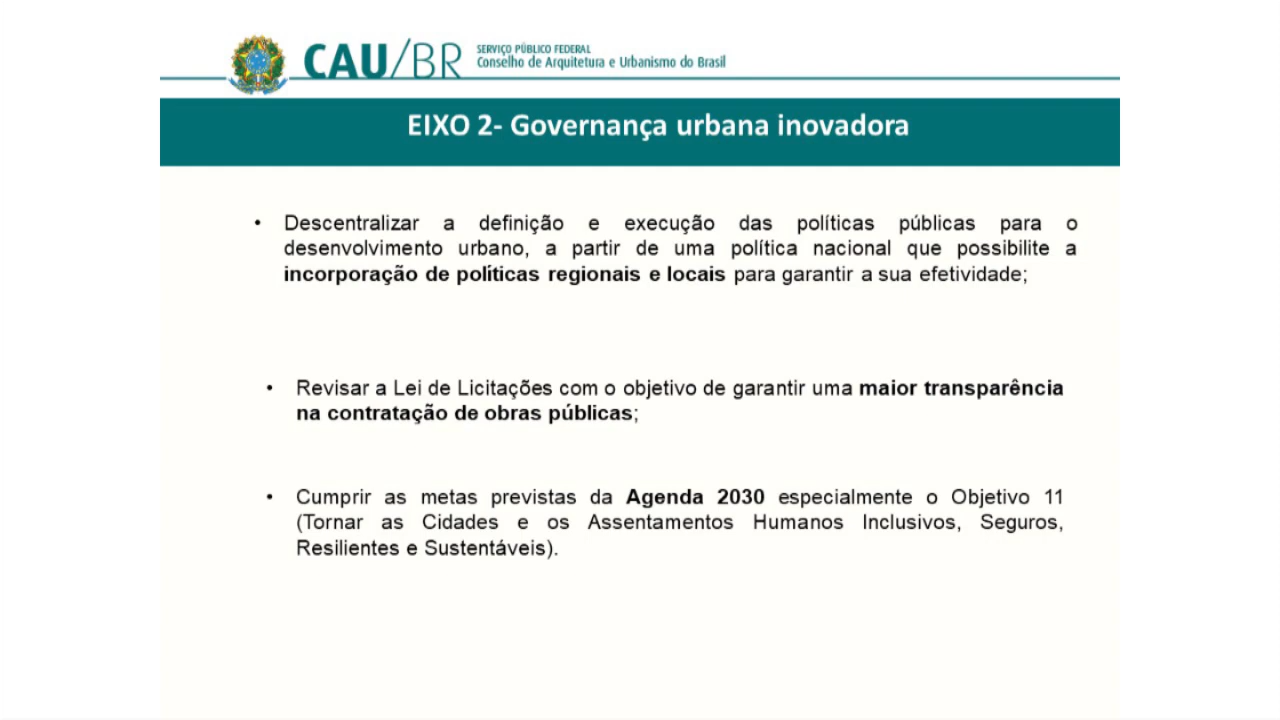 CAU/BR
SERVIÇO PÚBLICO FEDERAL
Conselho de Arquitetura e Urbanismo do Brasil
EIXO 2- Governança urbana inovadora
• Descentralizar a definição e execução das políticas públicas para o
desenvolvimento urbano, a partir de uma política nacional que possibilite a
incorporação de políticas regionais e locais para garantir a sua efetividade;
• Revisar a Lei de Licitações com o objetivo de garantir uma maior transparência
na contratação de obras públicas;
• Cumprir as metas previstas da Agenda 2030 especialmente o Objetivo 11
(Tornar as Cidades e os Assentamentos Humanos Inclusivos, Seguros,
Resilientes e Sustentáveis).